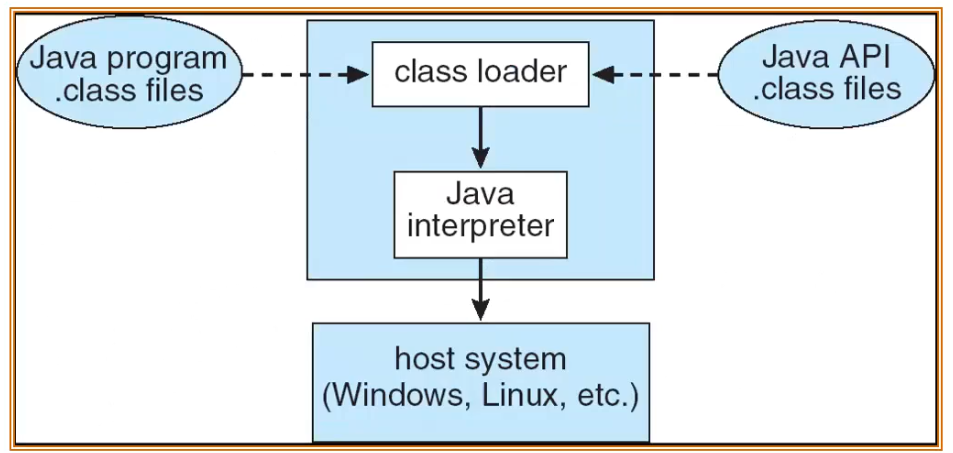 Java program
.class files
class loader
Java API
.class files
Java
interpreter
host system
(Windows, Linux, etc.)